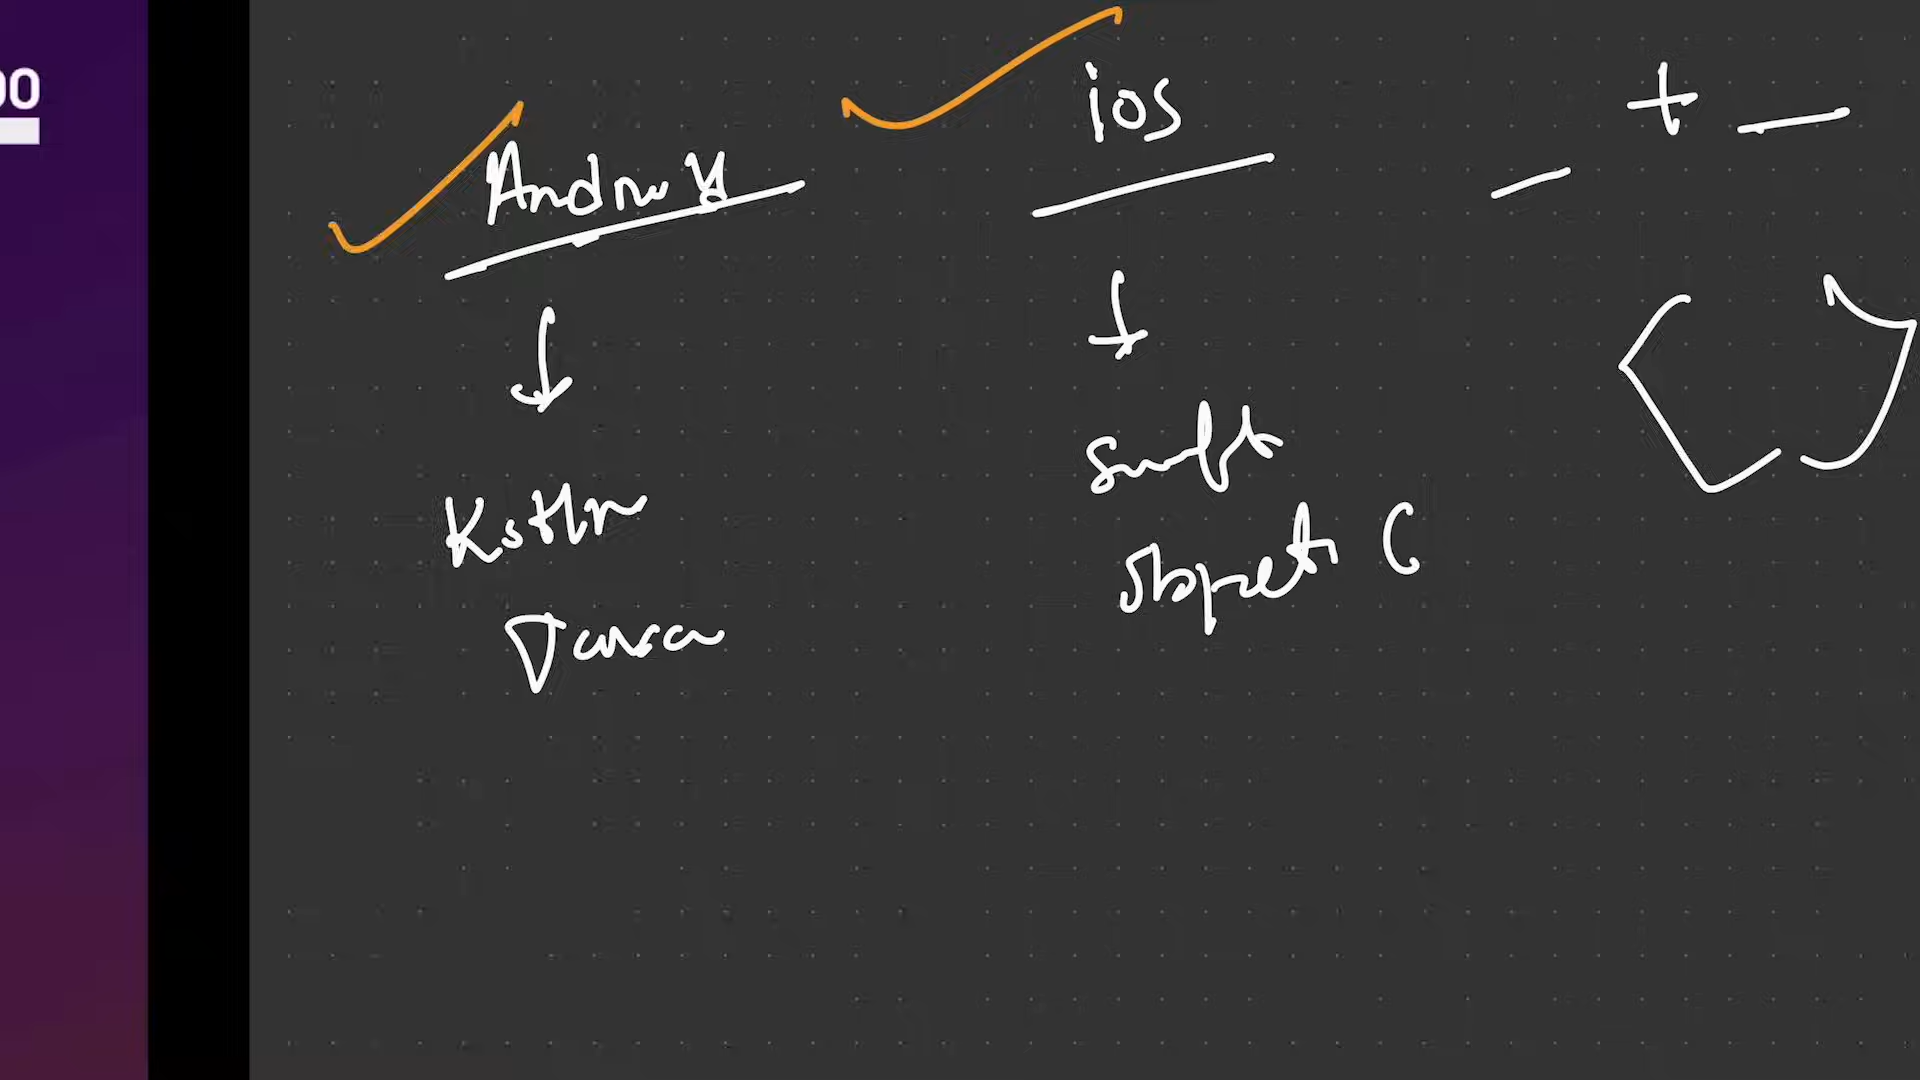 Android
ios
Kotlin
Java
Swift
Objective C